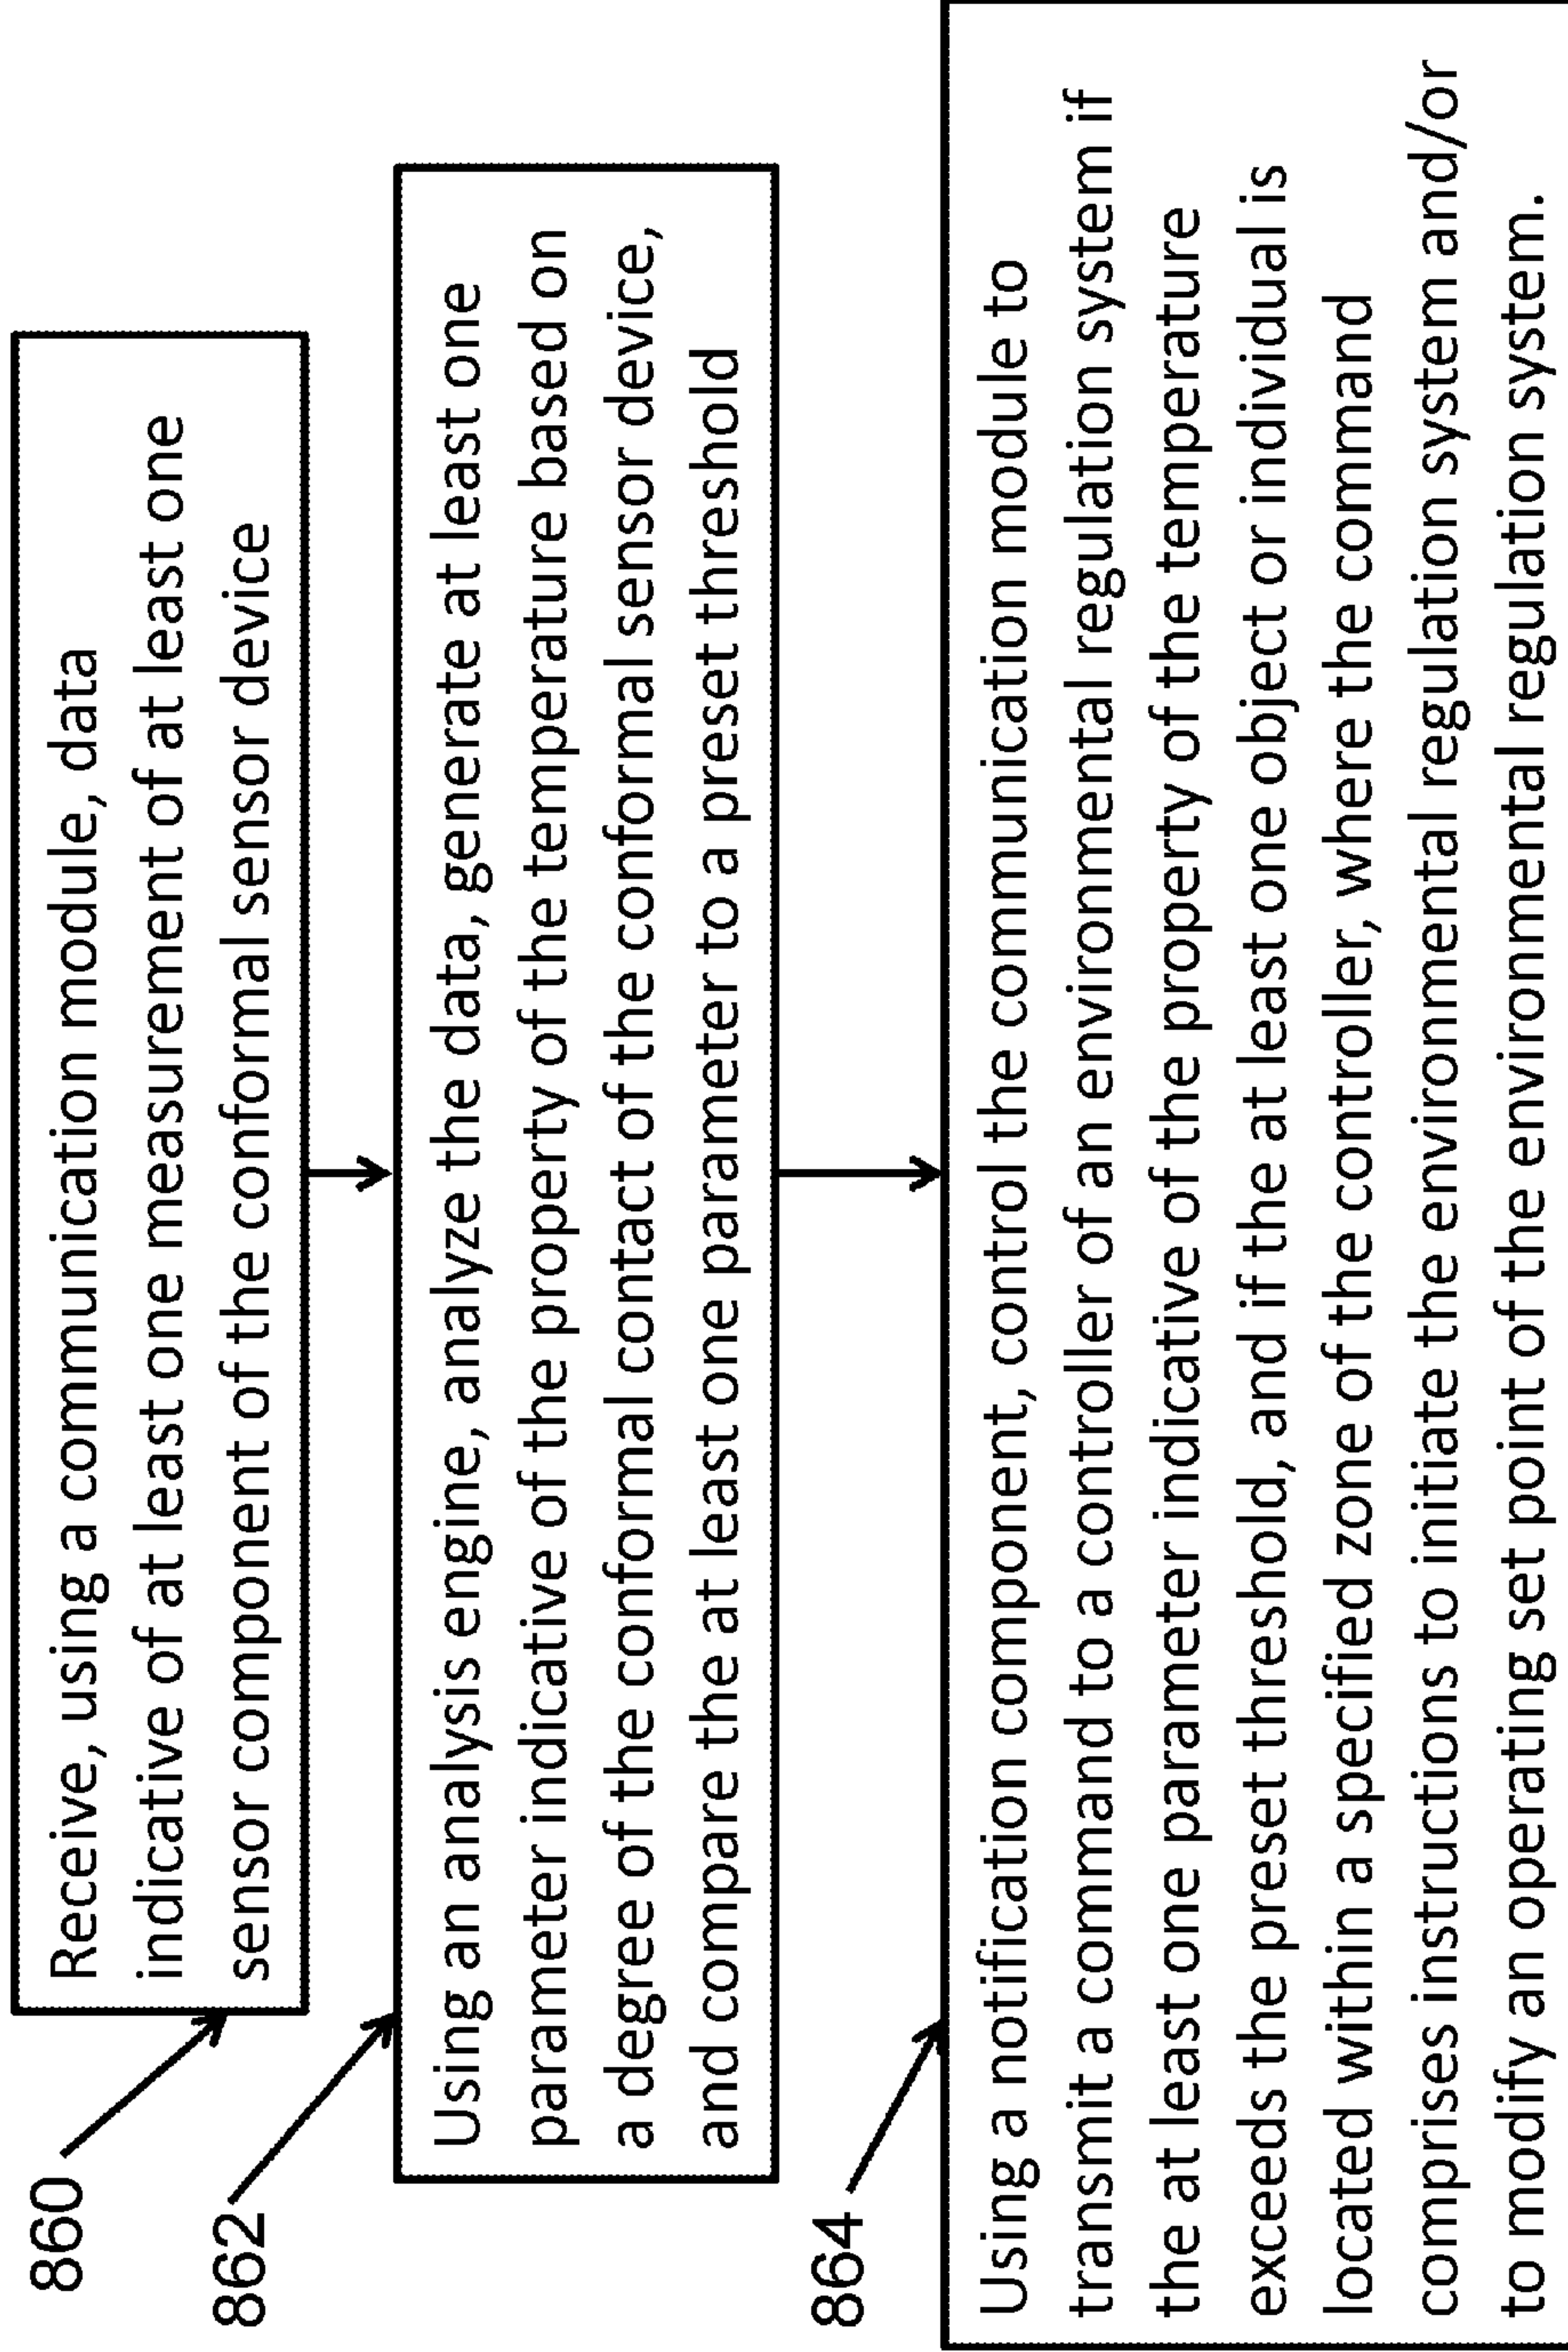 860
Receive, using a communication module, data
indicative of at least one measurement of at least one
sensor component of the conformal sensor device
862
Using an analysis engine, analyze the data, generate at least one
parameter indicative of the property of the temperature based on
a degree of the conformal contact of the conformal sensor device,
and compare the at least one parameter to a preset threshold
864
Using a notification component, control the communication module to
transmit a command to a controller of an environmental regulation system if
the at least one parameter indicative of the property of the temperature
exceeds the preset threshold, and if the at least one object or individual is
located within a specified zone of the controller, where the command
comprises instructions to initiate the environmental regulation system and/or
to modify an operating set point of the environmental regulation system.